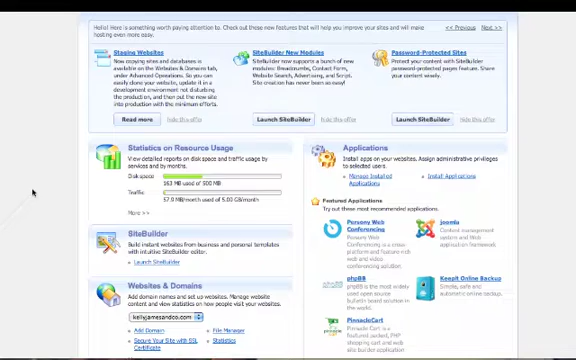 Hello! Here is something worth paying attention to. Check out these new features that will help you improve your sites and will make
hosting even more easy.
<< Previous Next >>
Staging Websites
Now copying sites and databases is
available on the Websites & Domains tab,
under Advanced Operations. So you can
easily clone your website, update it in a
development environment not disturbing
the production, and then put the new site
into production with the minimum efforts.
Read more hide this offer
SiteBuilder New Modules
SiteBuilder now supports a bunch of new
modules: Breadcrumbs, Contact Form,
Website Search, Advertising, and Script.
Site creation has never been so easy!
Launch SiteBuilder hide this offer
Password-Protected Sites
Protect your content with SiteBuilder
password-protected pages feature. Share
your content wisely.
Launch SiteBuilder hide this offer
Statistics on Resource Usage
View detailed reports on disk space and traffic usage by
services and by months.
Disk space
163 MB used of 500 MB
Traffic
57.9 MB/month used of 5.00 GB/month
More >>
SiteBuilder
Build instant websites from business and personal templates
with intuitive SiteBuilder editor.
Launch SiteBuilder
Websites & Domains
Add domain names and set up websites. Manage website
content and view statistics on how people visit your website.
kellyjamesandco.com
Add Domain File Manager
Secure Your Site with SSL Statistics
Certificate
Applications
Install apps on your websites. Assign administrative privileges
to selected users.
Manage Installed Install Applications
Applications
Featured Applications
Try out these most recommended applications.
Persony Web
Conferencing
Persony Web
Conferencing is a cross-
platform and feature-rich
web and video
conferencing solution
joomla
Content management
system and Web
application framework
phpBB
phpBB is the most widely
used open source
bulletin board solution in
the world.
KeepIt Online Backup
Simple, safe and
automatic online backups.
PinnacleCart
PinnacleCart is a fast,
featured packed, PHP
shopping cart and web
site builder application